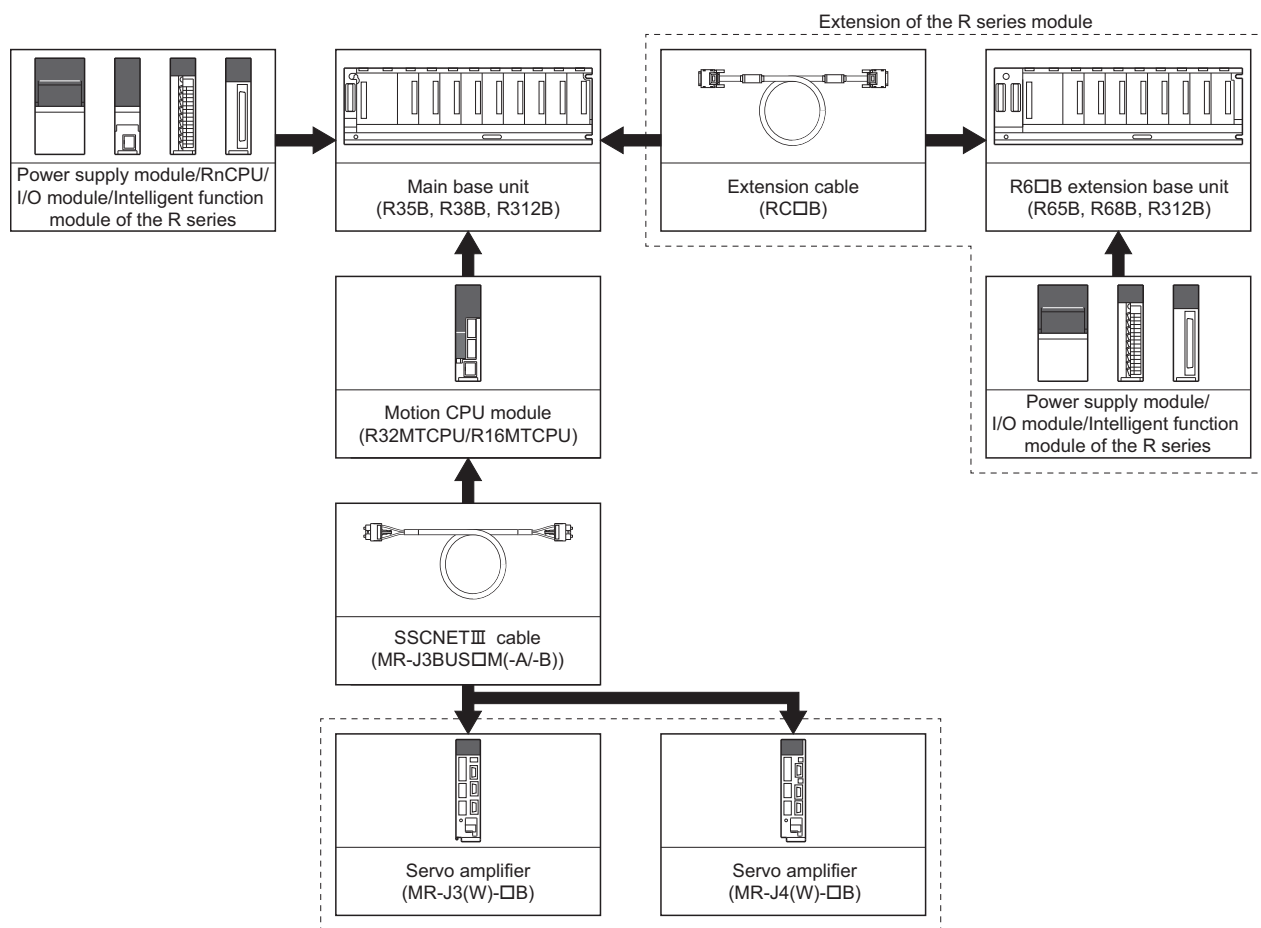 Extension of the R series module
Power supply module/RnCPU/
I/O module/Intelligent function
module of the R series
Main base unit
(R35B, R38B, R312B)
Extension cable
(RC□B)
R6□B extension base unit
(R65B, R68B, R312B)
Motion CPU module
(R32MTCPU/R16MTCPU)
Power supply module/
I/O module/Intelligent function
module of the R series
SSCNETⅢ cable
(MR-J3BUS□M(-A/-B))
Servo amplifier
(MR-J3(W)-□B)
Servo amplifier
(MR-J4(W)-□B)